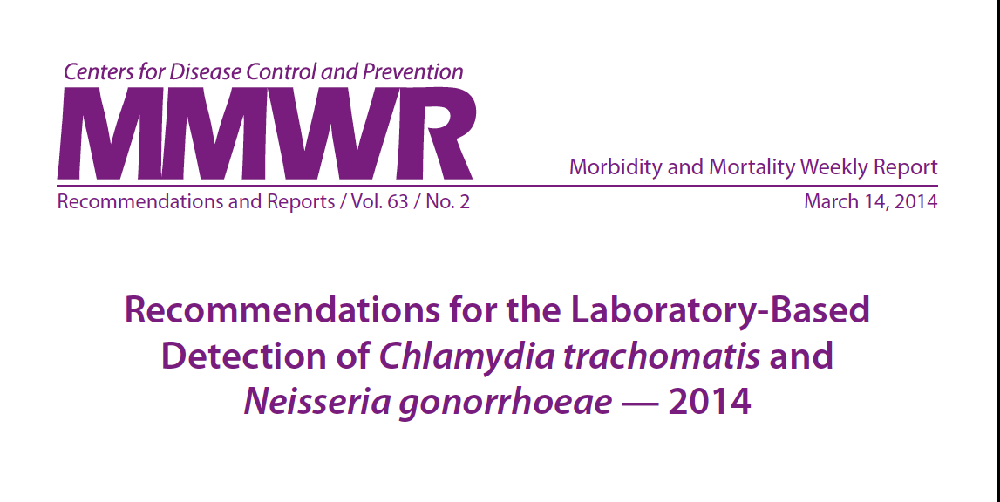 Centers for Disease Control and Prevention
MMWR
Morbidity and Mortality Weekly Report
Recommendations and Reports / Vol. 63 / No. 2
March 14, 2014
Recommendations for the Laboratory-Based
Detection of Chlamydia trachomatis and
Neisseria gonorrhoeae — 2014